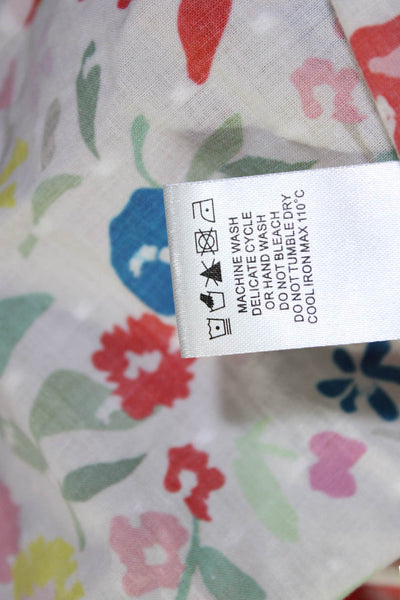 MACHINE WASH
DELICATE CYCLE
OR HAND WASH
DO NOT BLEACH
DO NOT TUMBLE DRY
COOL IRON MAX 110°C